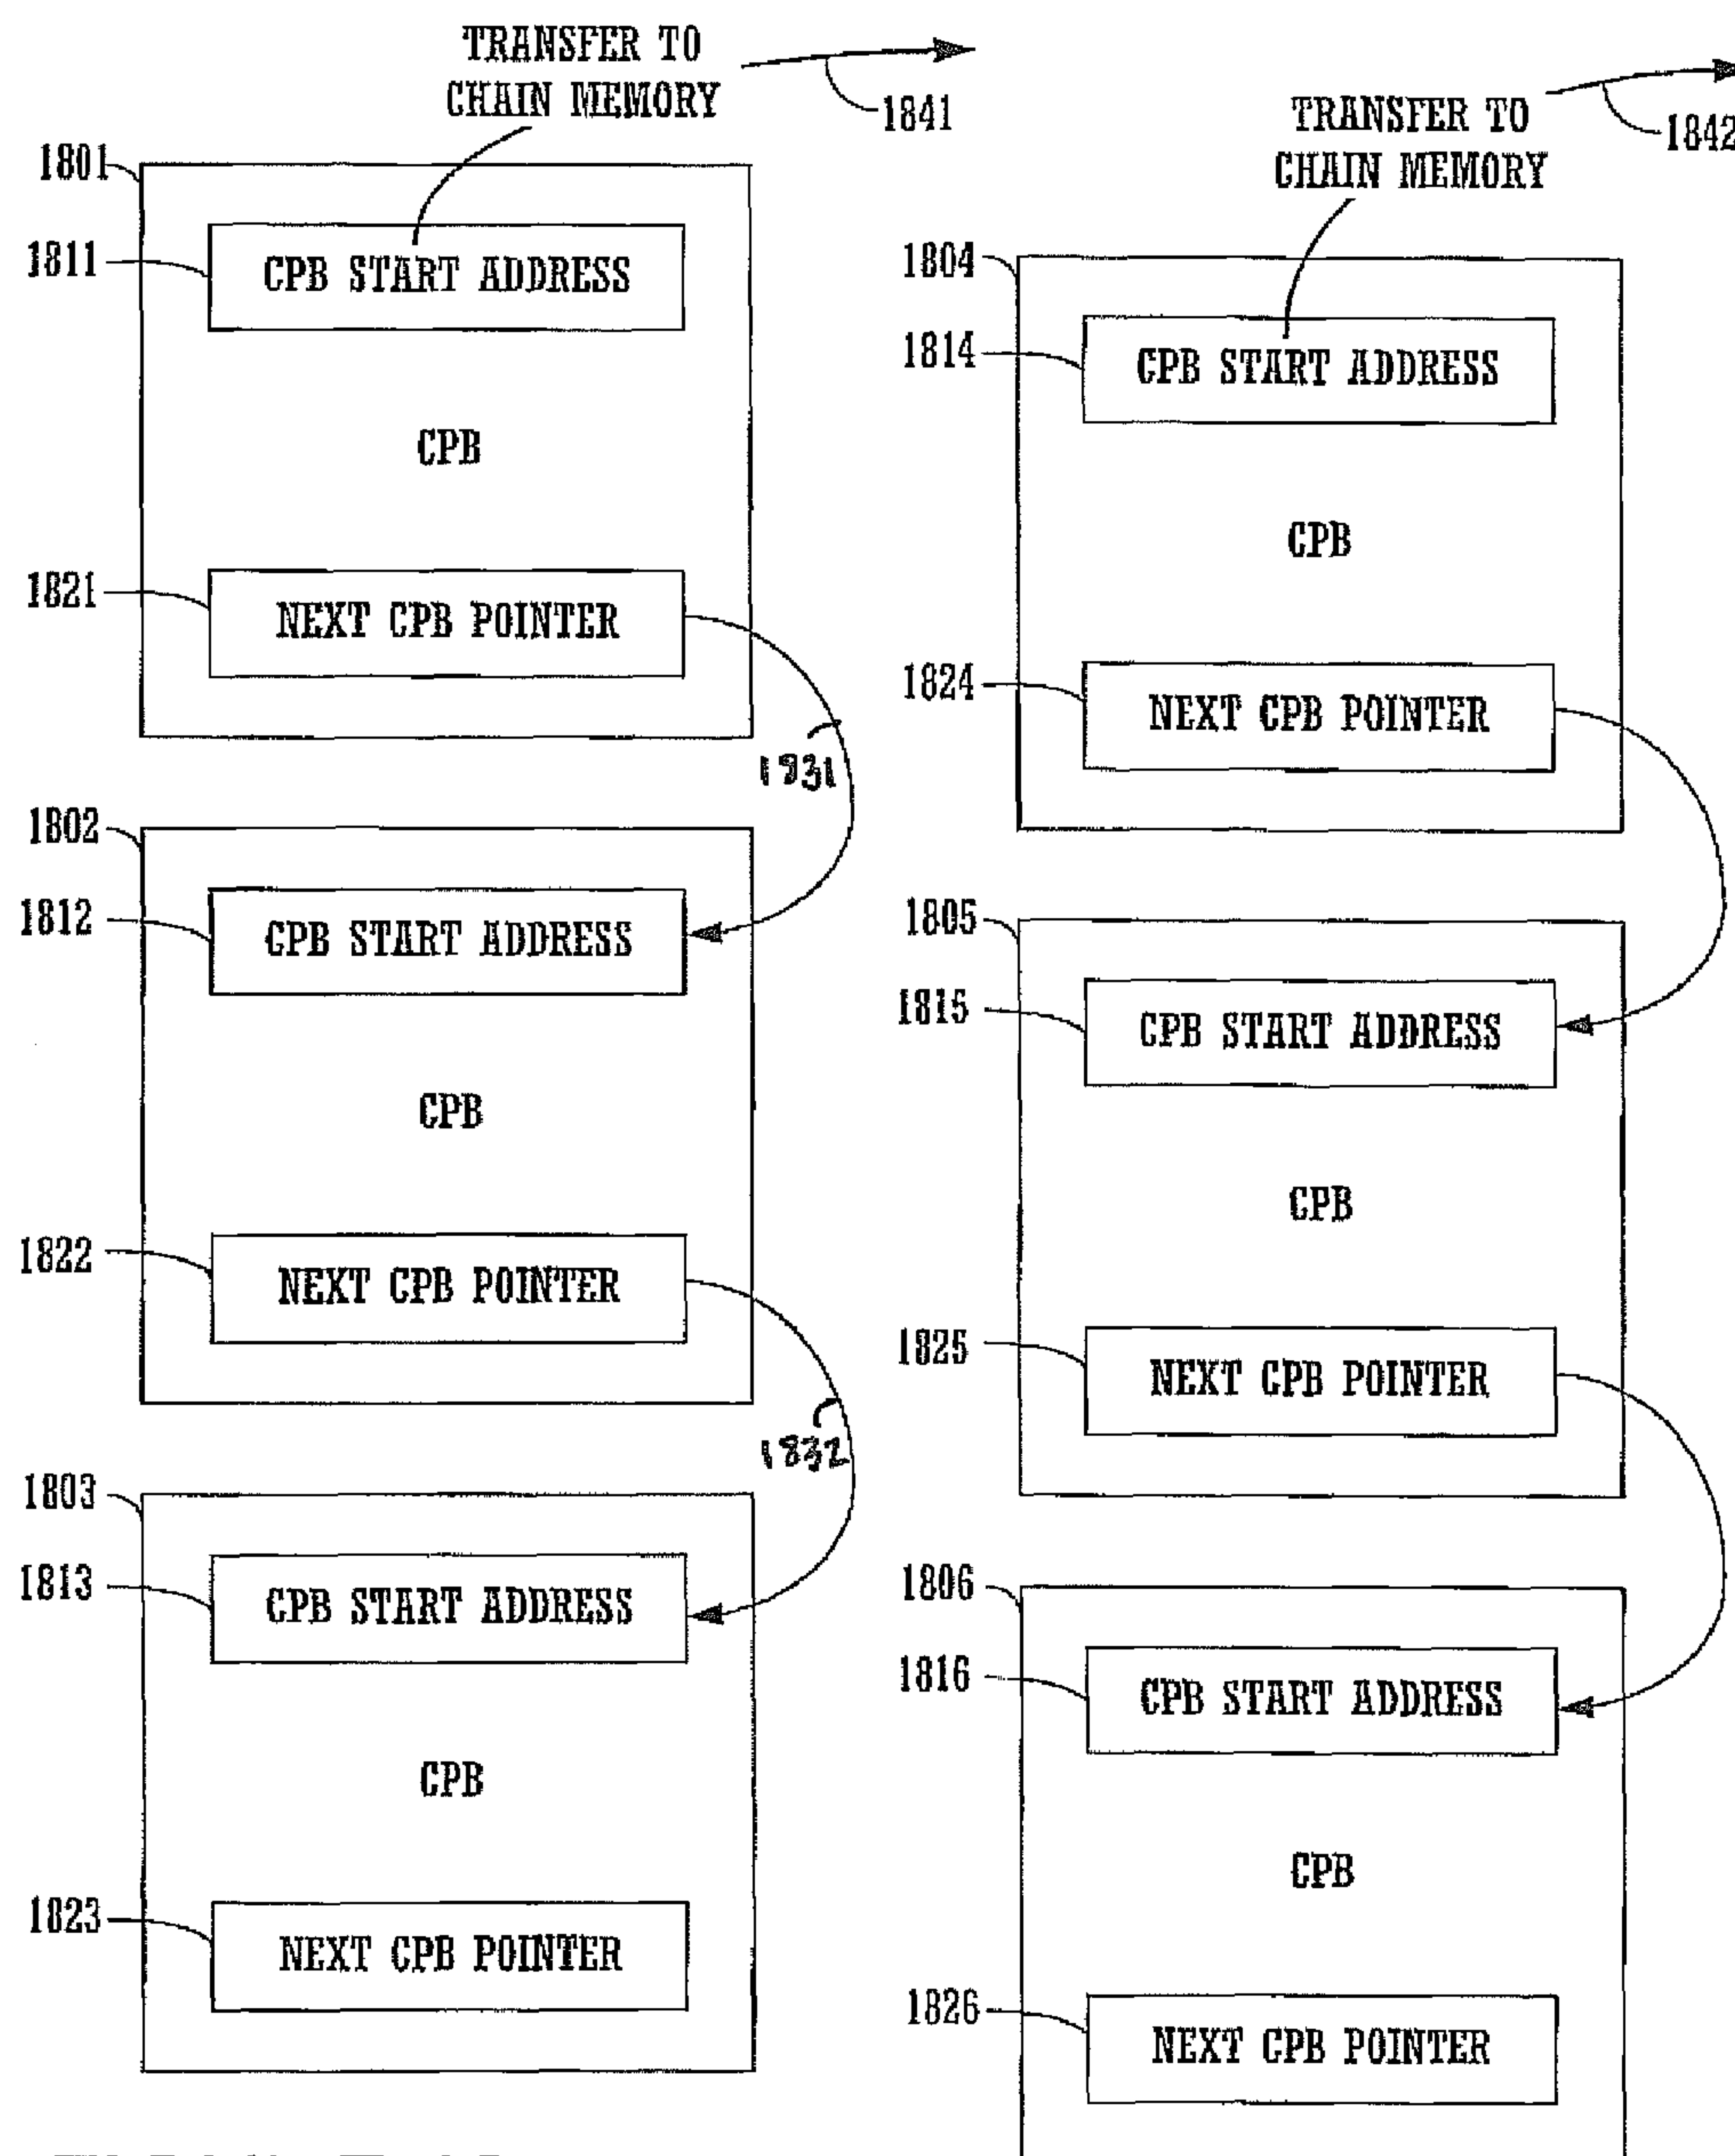 TRANSFER TO
CHAIN MEMORY
1841
1801
1811
CPB START ADDRESS
CPB
1821
NEXT CPB POINTER
1831
1802
1812
CPB START ADDRESS
CPB
1822
NEXT CPB POINTER
1832
1803
1813
CPB START ADDRESS
CPB
1823
NEXT CPB POINTER
TRANSFER TO
CHAIN MEMORY
1842
1804
1814
CPB START ADDRESS
CPB
1824
NEXT CPB POINTER
1805
1815
CPB START ADDRESS
CPB
1825
NEXT CPB POINTER
1806
1816
CPB START ADDRESS
CPB
1826
NEXT CPB POINTER